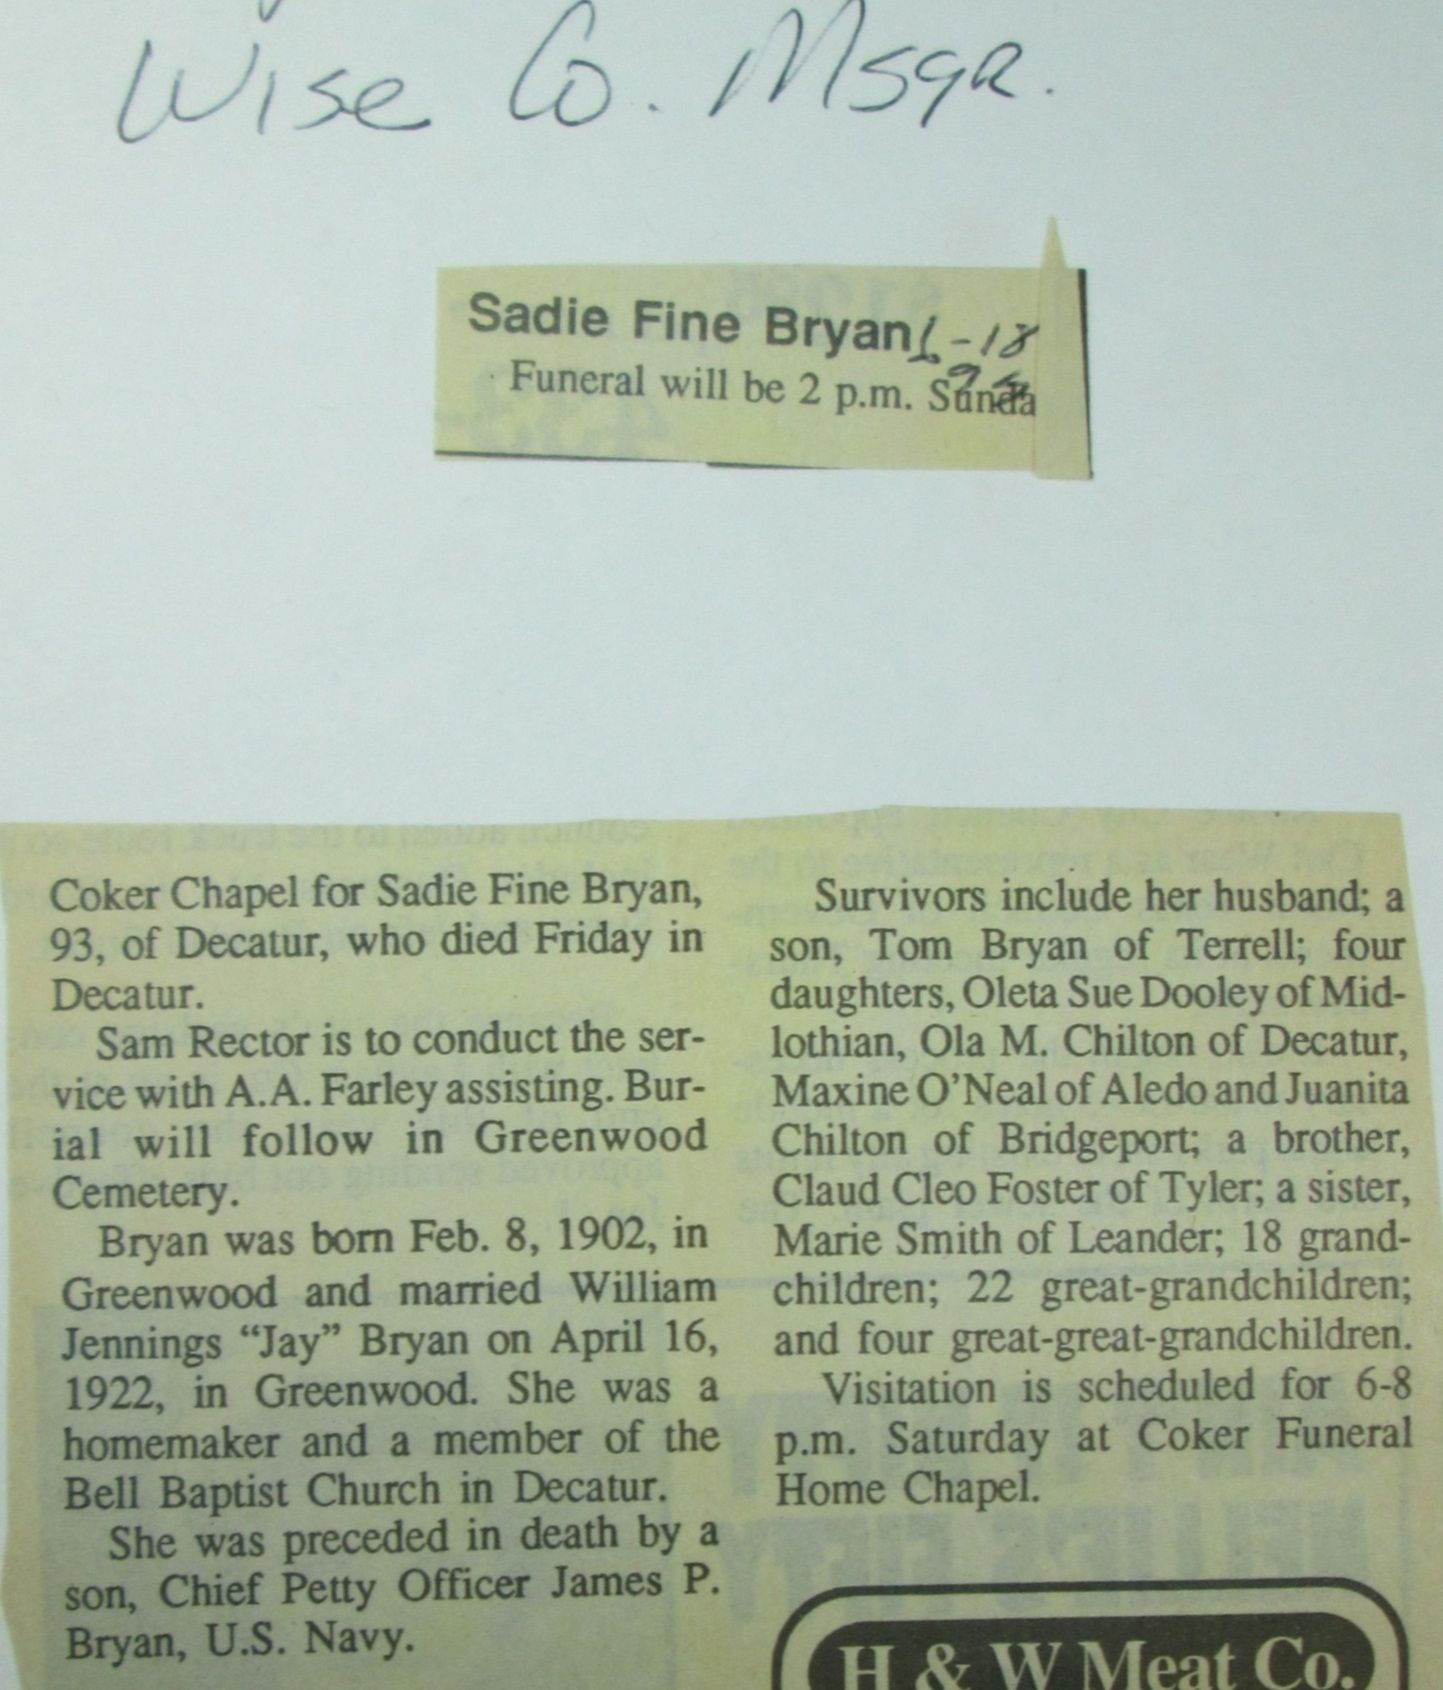 Wise Co. Msgr.
Sadie Fine Bryan
-18
Funeral will be 2 p.m. Sunda
Coker Chapel for Sadie Fine Bryan,
93, of Decatur, who died Friday in
Decatur.
Sam Rector is to conduct the ser-
vice with A.A. Farley assisting. Bur-
ial will follow in Greenwood
Cemetery.
Bryan was born Feb. 8, 1902, in
Greenwood and married William
Jennings “Jay” Bryan on April 16,
1922, in Greenwood. She was a
homemaker and a member of the
Bell Baptist Church in Decatur.
She was preceded in death by a
son, Chief Petty Officer James P.
Bryan, U.S. Navy.
Survivors include her husband; a
son, Tom Bryan of Terrell; four
daughters, Oleta Sue Dooley of Mid-
lothian, Ola M. Chilton of Decatur,
Maxine O’Neal of Aledo and Juanita
Chilton of Bridgeport; a brother,
Claud Cleo Foster of Tyler; a sister,
Marie Smith of Leander; 18 grand-
children; 22 great-grandchildren;
and four great-great-grandchildren.
Visitation is scheduled for 6-8
p.m. Saturday at Coker Funeral
Home Chapel.
H & W Meat Co.